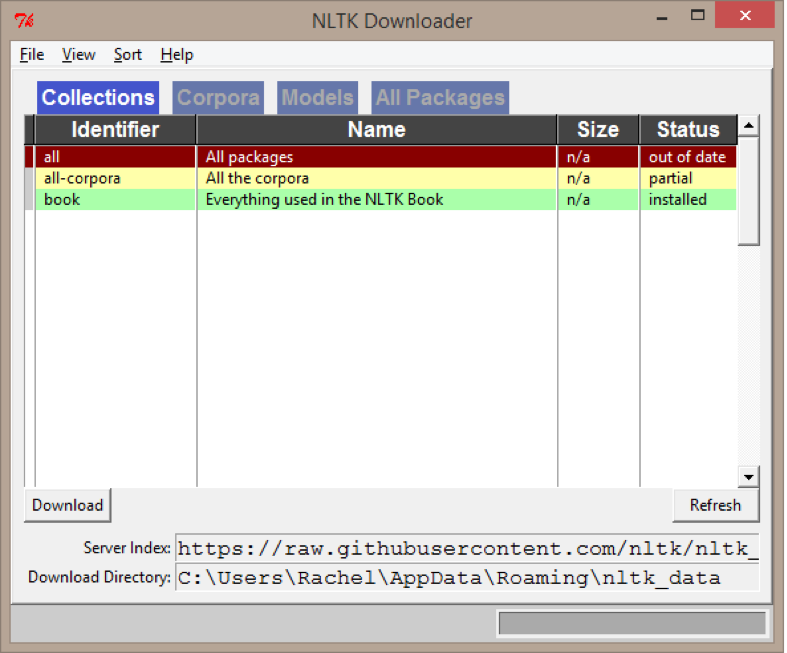 Tk NLTK Downloader
File View Sort Help
Collections Corpora Models All Packages
Identifier Name Size Status
all All packages n/a out of date
all-corpora All the corpora n/a partial
book Everything used in the NLTK Book n/a installed
Download Refresh
Server Index: https://raw.githubusercontent.com/nltk/nltk_
Download Directory: C:\Users\Rachel\AppData\Roaming\nltk_data